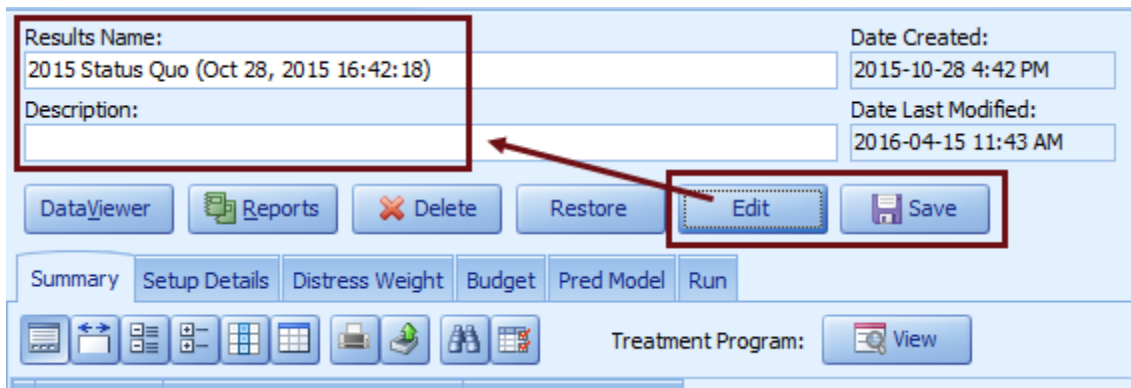 Results Name:
Date Created:
2015 Status Quo (Oct 28, 2015 16:42:18)
2015-10-28 4:42 PM
Description:
Date Last Modified:
2016-04-15 11:43 AM
DataViewer
Reports
Delete
Restore
Edit
Save
Summary
Setup Details
Distress Weight
Budget
Pred Model
Run
Treatment Program:
View